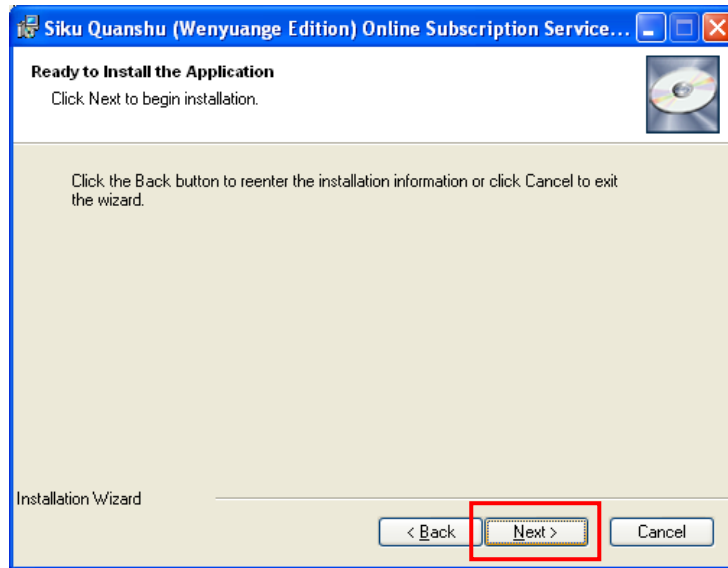 Siku Quanshu (Wenyuange Edition) Online Subscription Service...
Ready to Install the Application
Click Next to begin installation.
Click the Back button to reenter the installation information or click Cancel to exit
the wizard.
Installation Wizard
< Back Next > Cancel